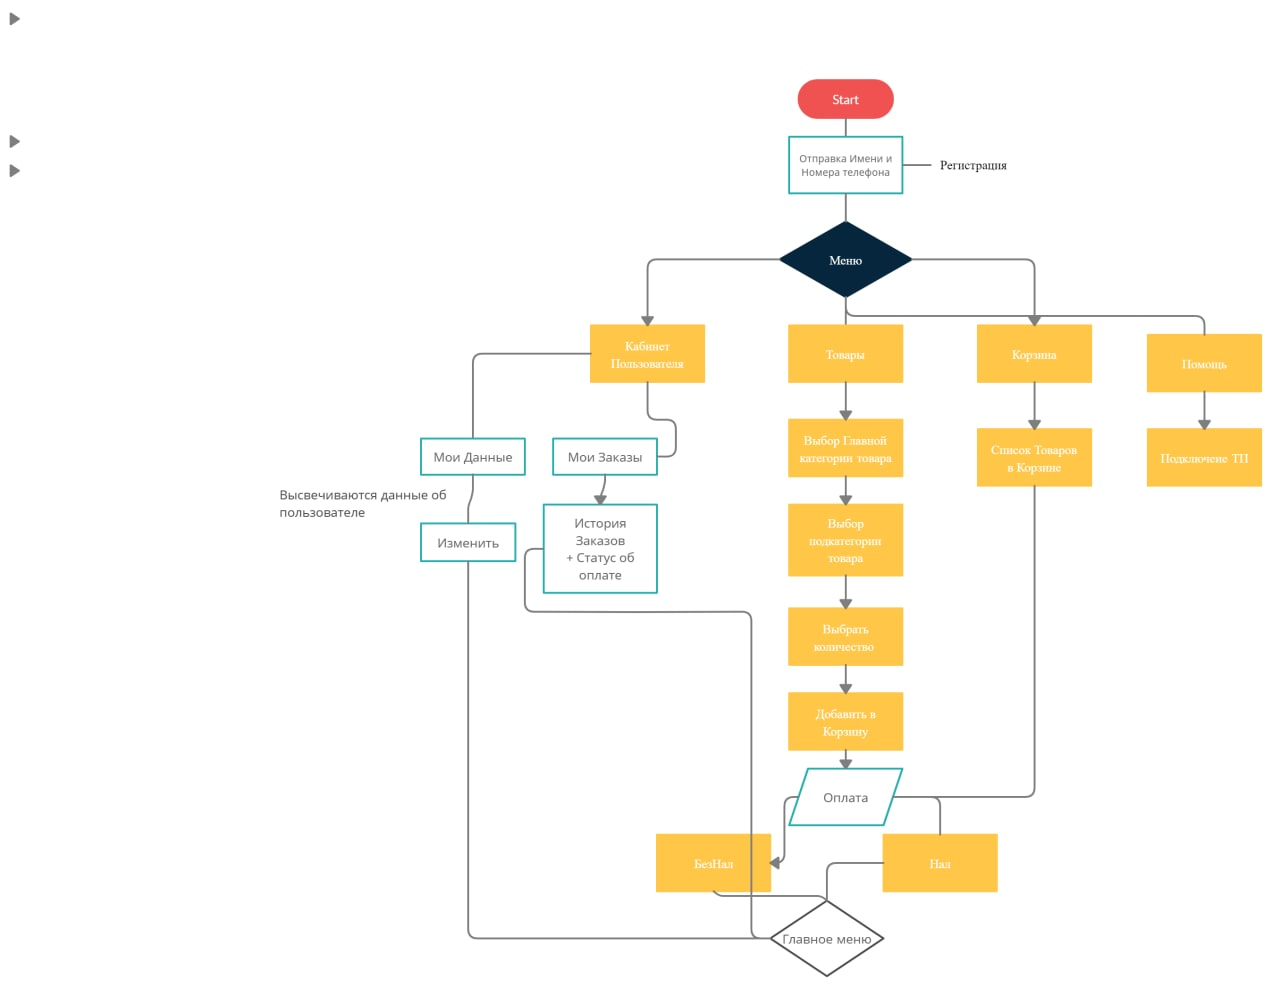 Start
Отправка Имени и
Номера телефона
Регистрация
Меню
Кабинет
Пользователя
Товары
Корзина
Помощь
Мои Данные
Мои Заказы
Выбор Главной
категории товара
Список Товаров
в Корзине
Подключене ТП
Высвечиваются данные об
пользователе
Изменить
История
Заказов
+ Статус об
оплате
Выбор
подкатегории
товара
Выбрать
количество
Добавить в
Корзину
Оплата
БезНал
Нал
Главное меню